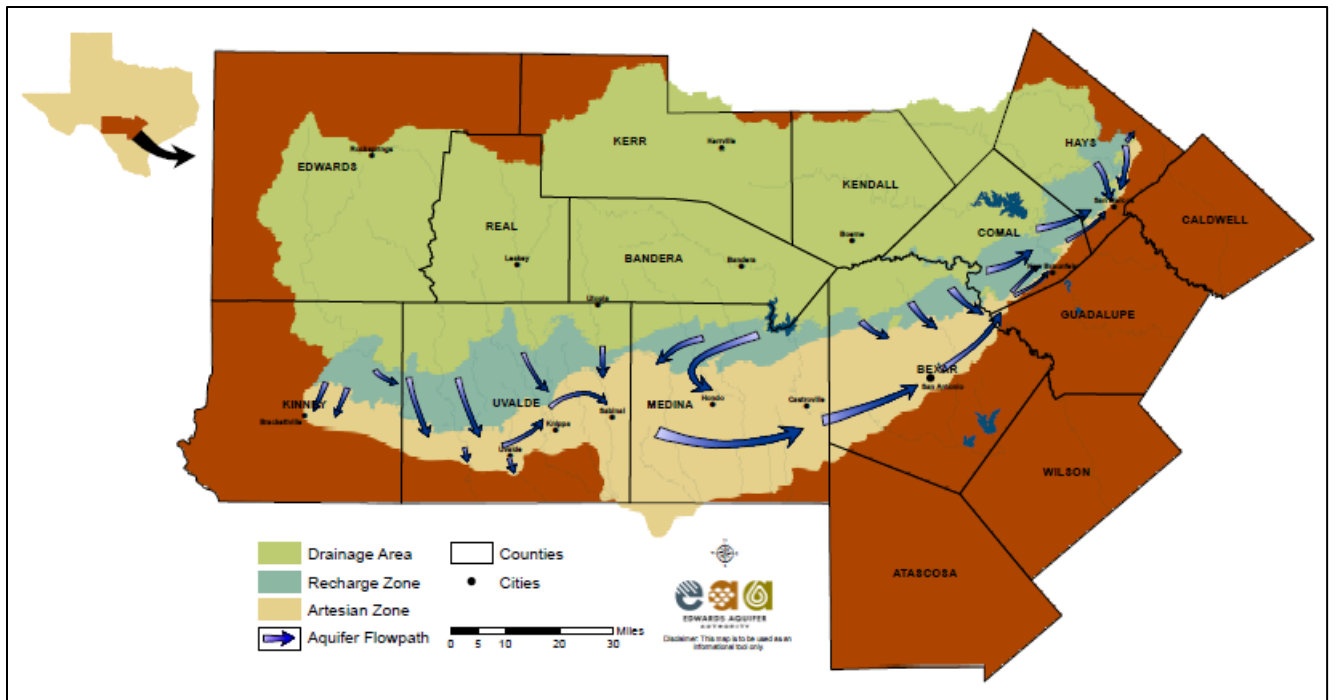 KERR
Kerrville
HAYS
EDWARDS
Rocksprings
KENDALL
San Marcos
CALDWELL
REAL
COMAL
Boerne
Leakey
BANDERA
Bandera
New Braunfels
Utopia
GUADALUPE
BEXAR
San Antonio
KINNEY
Brackettville
UVALDE
Sabinal
MEDINA
Hondo
Castroville
Knippa
Uvalde
WILSON
ATASCOSA
Drainage Area
Recharge Zone
Artesian Zone
Aquifer Flowpath
Counties
Cities
Miles
0 5 10 20 30
eaa
EDWARDS AQUIFER
AUTHORITY
Disclaimer: This map is to be used as an
informational tool only.